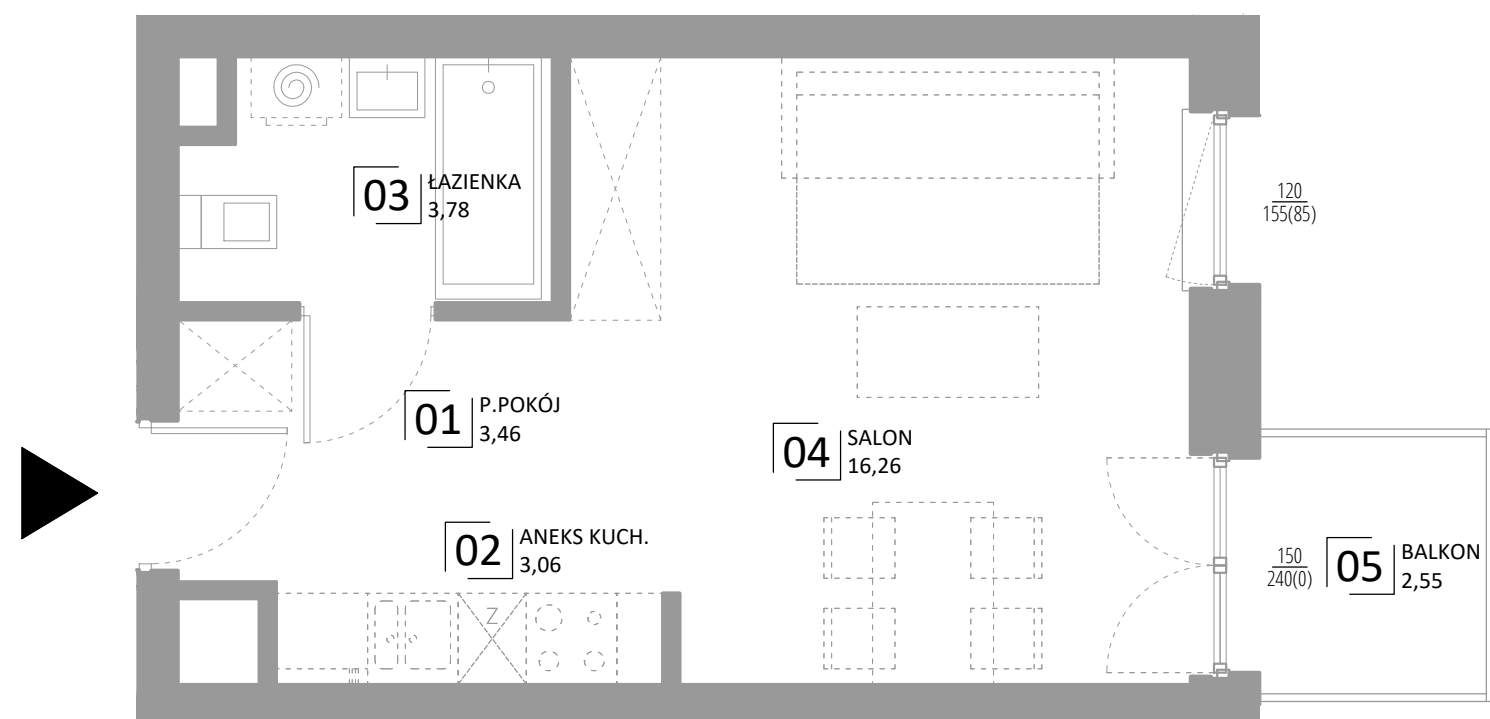 03 ŁAZIENKA
3,78
120
155(85)
01 P.POKÓJ
3,46
04 SALON
16,26
02 ANEKS KUCH.
3,06
Z
150
240(0)
05 BALKON
2,55